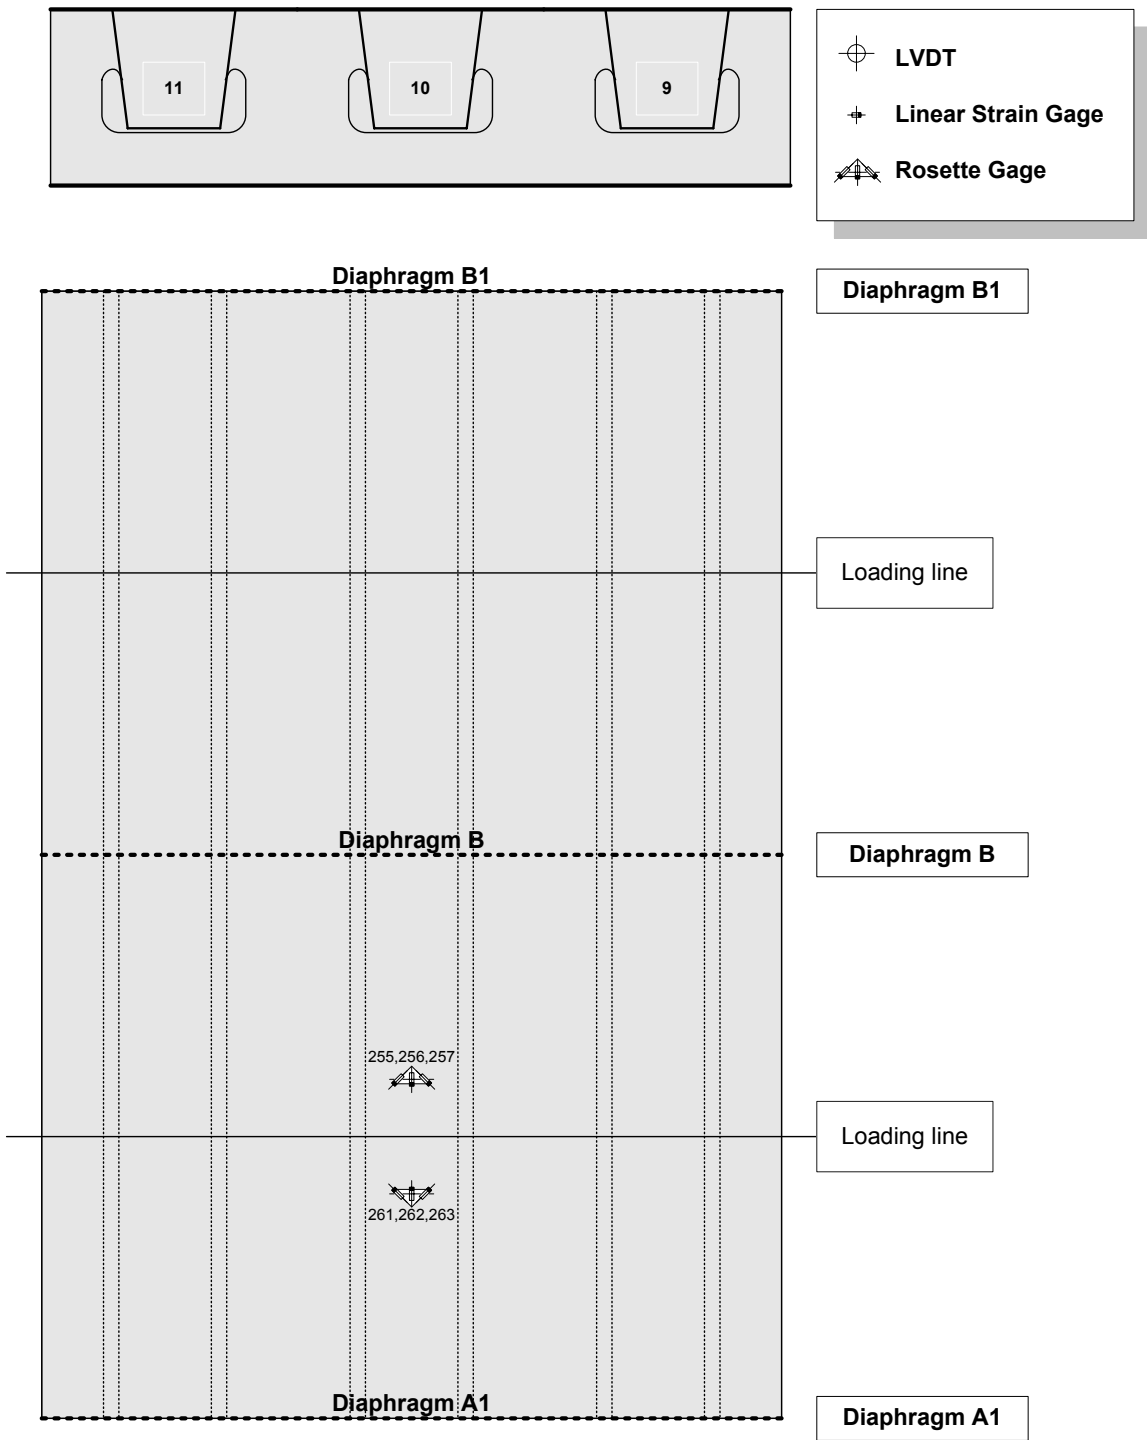 11
10
9
LVDT
Linear Strain Gage
Rosette Gage
Diaphragm B1
Diaphragm B1
Loading line
Diaphragm B
Diaphragm B
255,256,257
Loading line
261,262,263
Diaphragm A1
Diaphragm A1